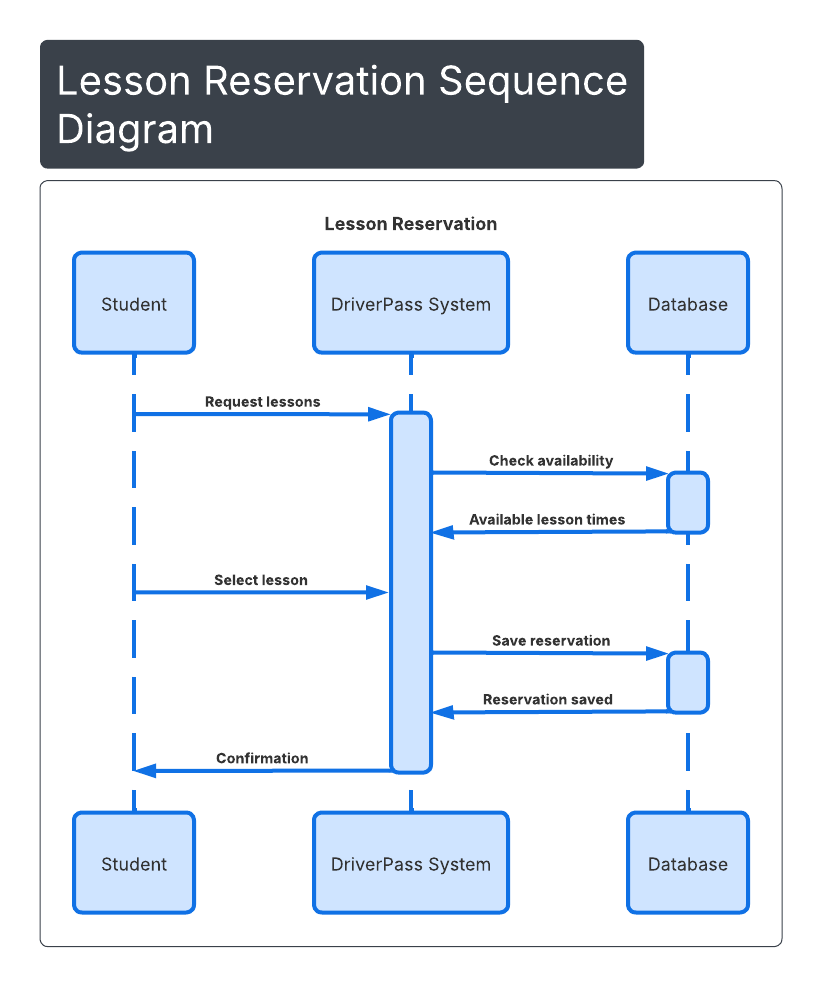 Lesson Reservation Sequence
Diagram
Lesson Reservation
Student
DriverPass System
Database
Request lessons
Check availability
Available lesson times
Select lesson
Save reservation
Reservation saved
Confirmation
Student
DriverPass System
Database